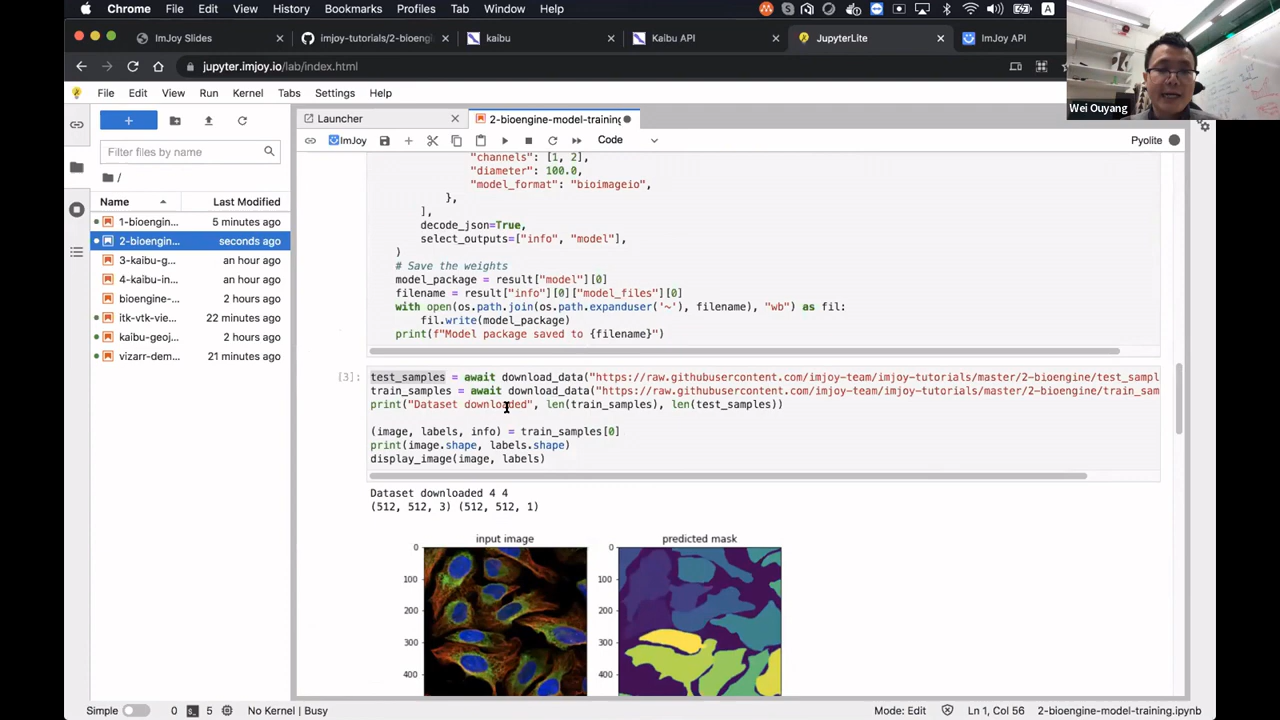 Chrome File Edit View History Bookmarks Profiles Tab Window Help A
ImJoy Slides imjoy-tutorials/2-bioengi kaibu Kaibu API JupyterLite ImJoy API
jupyter.imjoy.io/lab/index.html
Wei Ouyang
File Edit View Run Kernel Tabs Settings Help
Launcher 2-bioengine-model-training
Filter files by name
ImJoy Code Pyolite
/
Name Last Modified
1-bioengin... 5 minutes ago
2-bioengin... seconds ago
3-kaibu-g... an hour ago
4-kaibu-in... an hour ago
bioengine-... 2 hours ago
itk-vtk-vie... 22 minutes ago
kaibu-geoj... 2 hours ago
vizarr-dem... 21 minutes ago
"channels": [1, 2],
"diameter": 100.0,
"model_format": "bioimageio",
},
],
decode_json=True,
select_outputs=["info", "model"],
)
# Save the weights
model_package = result["model"][0]
filename = result["info"][0]["model_files"][0]
with open(os.path.join(os.path.expanduser('~'), filename), "wb") as fil:
fil.write(model_package)
print(f"Model package saved to {filename}")
[3]:
test_samples = await download_data("https://raw.githubusercontent.com/imjoy-team/imjoy-tutorials/master/2-bioengine/test_sampl
train_samples = await download_data("https://raw.githubusercontent.com/imjoy-team/imjoy-tutorials/master/2-bioengine/train_sam
print("Dataset downloaded", len(train_samples), len(test_samples))
(image, labels, info) = train_samples[0]
print(image.shape, labels.shape)
display_image(image, labels)
Dataset downloaded 4 4
(512, 512, 3) (512, 512, 1)
input image predicted mask
0 0
100 100
200 200
300 300
400 400
Simple 0 5 No Kernel | Busy Mode: Edit Ln 1, Col 56 2-bioengine-model-training.ipynb